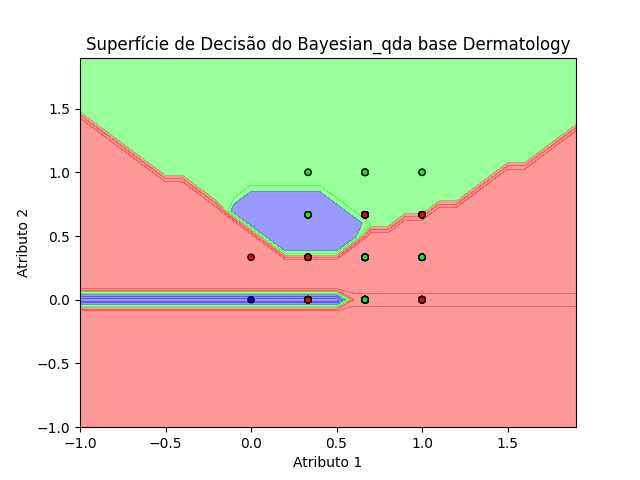 Superfície de Decisão do Bayesian_qda base Dermatology
Atributo 2
1.5
1.0
0.5
0.0
−0.5
−1.0
−1.0 −0.5 0.0 0.5 1.0 1.5
Atributo 1